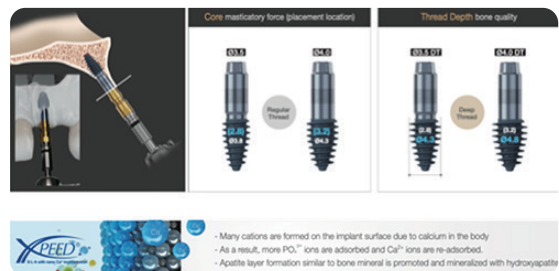 Core masticatory force (placement location)
Thread Depth bone quality
Ø3.5
Ø4.0
Ø3.5 DT
Ø4.0 DT
Regular
Thread
Deep
Thread
(2.8)
Ø3.8
(3.2)
Ø4.3
(2.8)
Ø4.3
(3.2)
Ø4.8
XPEED
- Many cations are formed on the implant surface due to calcium in the body
- As a result, more PO₄³⁻ ions are adsorbed and Ca²⁺ ions are re-adsorbed.
- Apatite layer formation similar to bone mineral is promoted and mineralized with hydroxyapatite